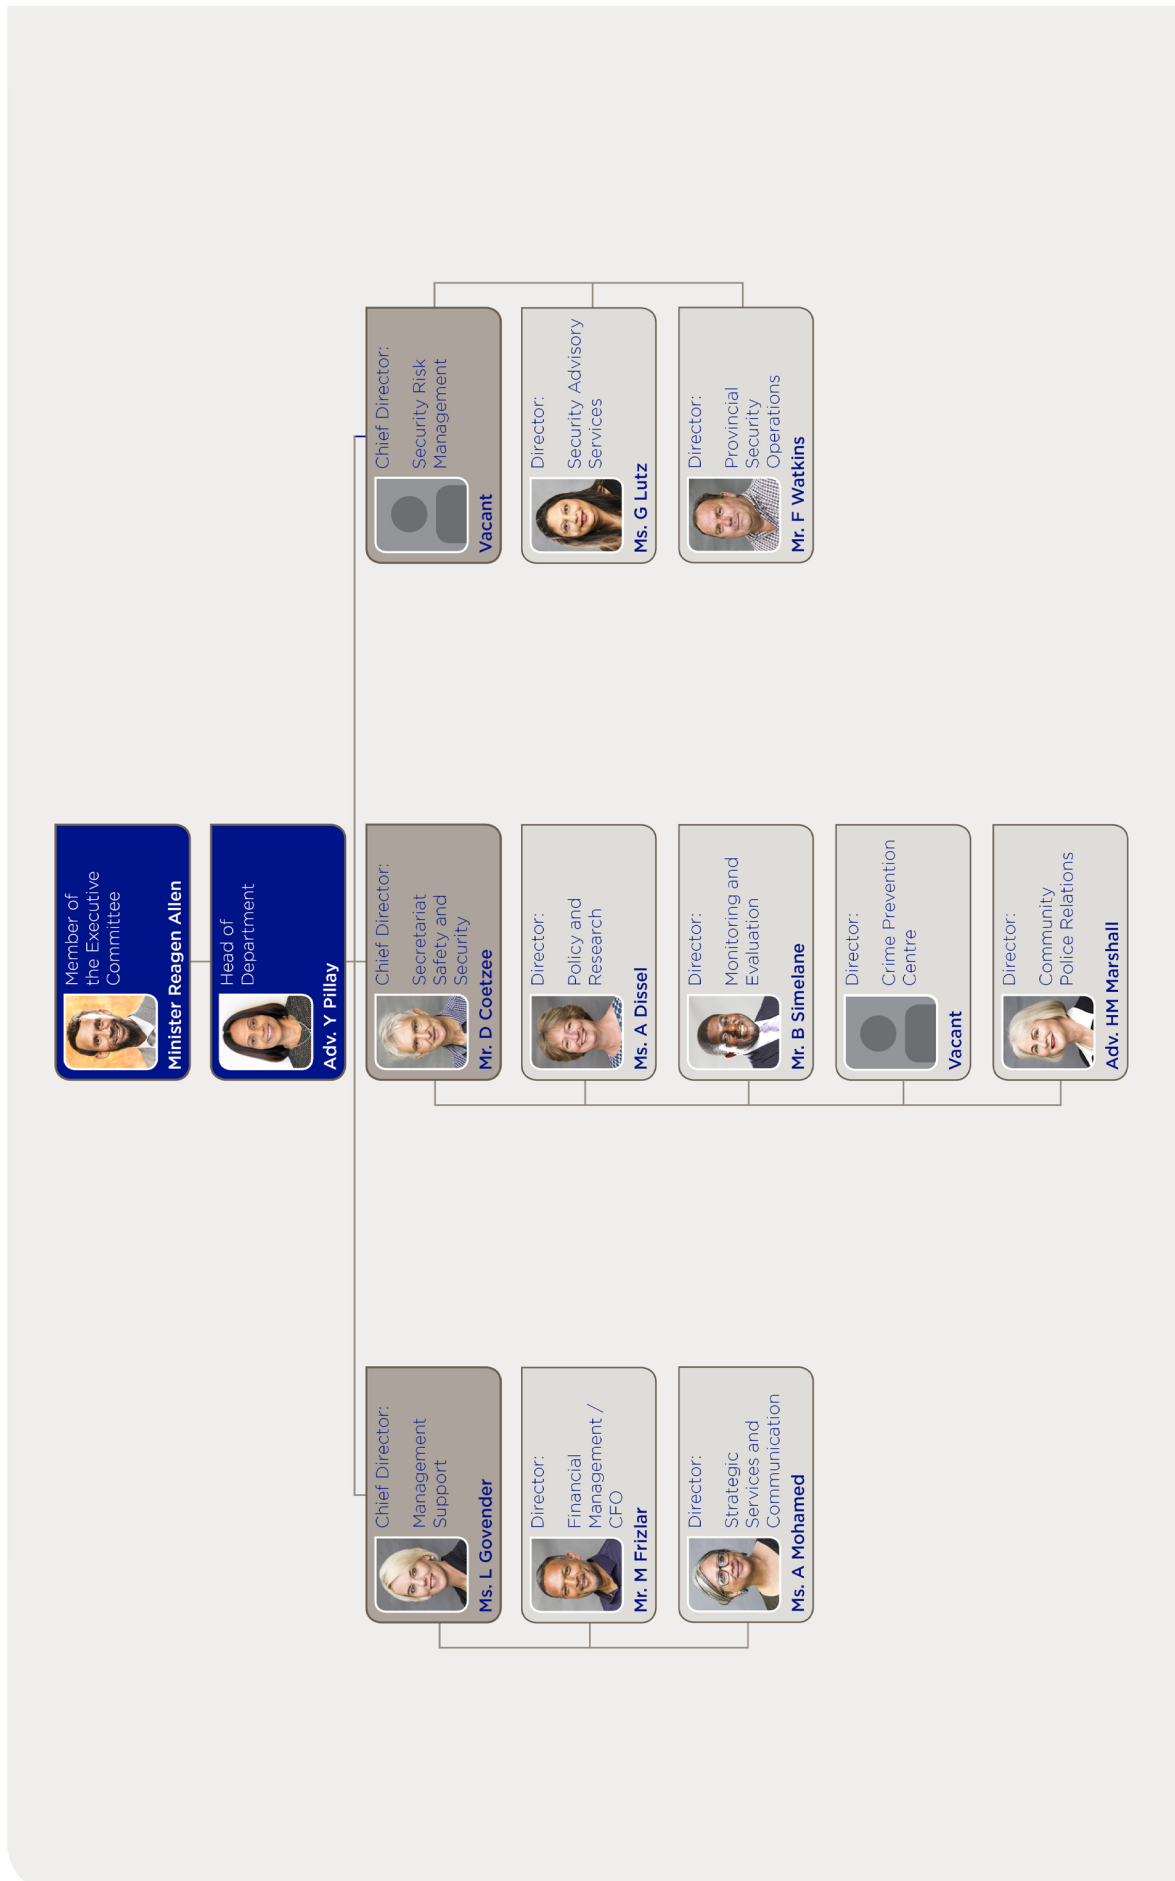 Member of
the Executive
Committee
Minister Reagen Allen
Head of
Department
Adv. Y Pillay
Chief Director:
Management
Support
Ms. L Govender
Director:
Financial
Management /
CFO
Mr. M Frizlar
Director:
Strategic
Services and
Communication
Ms. A Mohamed
Chief Director:
Secretariat
Safety and
Security
Mr. D Coetzee
Director:
Policy and
Research
Ms. A Dissel
Director:
Monitoring and
Evaluation
Mr. B Simelane
Director:
Crime Prevention
Centre
Vacant
Director:
Community
Police Relations
Adv. HM Marshall
Chief Director:
Security Risk
Management
Vacant
Director:
Security Advisory
Services
Ms. G Lutz
Director:
Provincial
Security
Operations
Mr. F Watkins